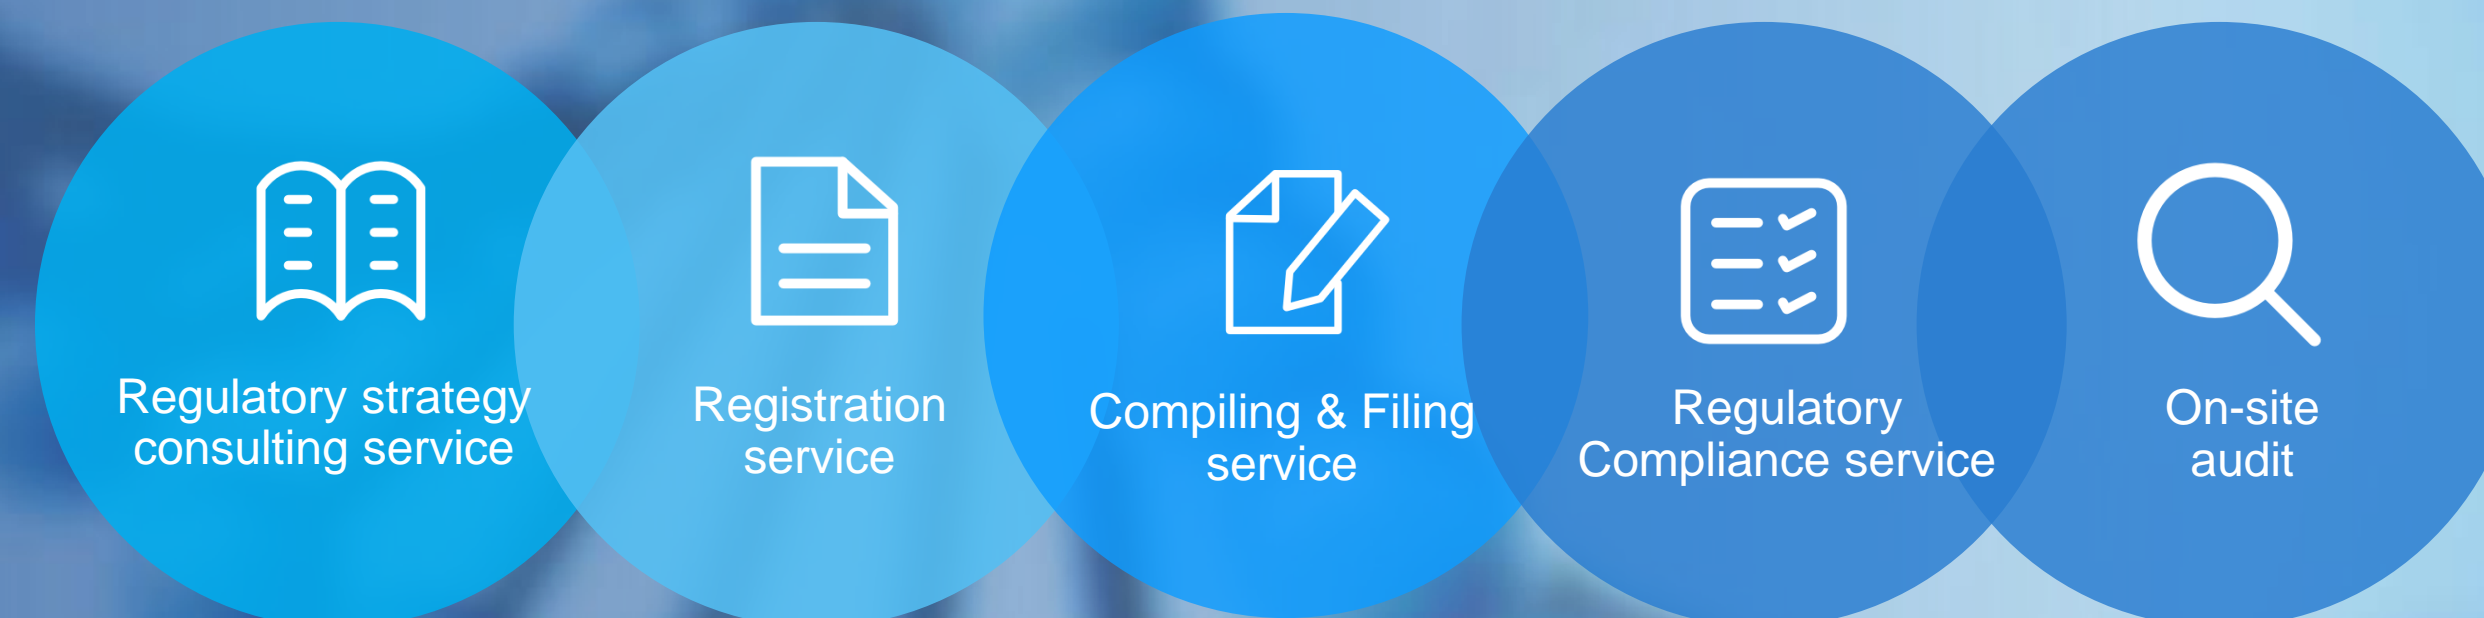 Regulatory strategy
consulting service
Registration
service
Compiling & Filing
service
Regulatory
Compliance service
On-site
audit